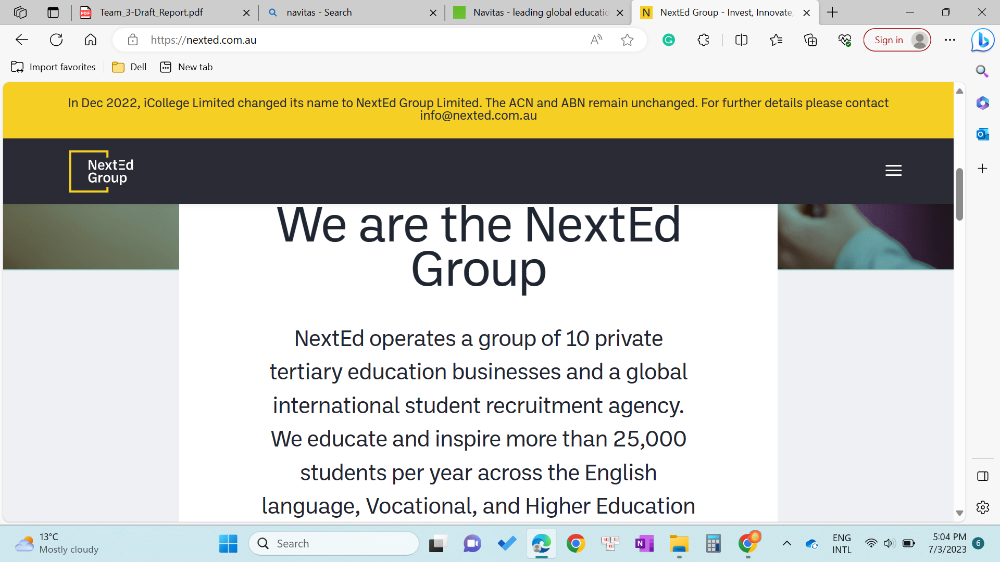 Team_3-Draft_Report.pdf
navitas - Search
Navitas - leading global educatio
NextEd Group - Invest, Innovate,
https://nexted.com.au
Sign in
Import favorites
Dell
New tab
In Dec 2022, iCollege Limited changed its name to NextEd Group Limited. The ACN and ABN remain unchanged. For further details please contact
info@nexted.com.au
NextEd
Group
We are the NextEd
Group
NextEd operates a group of 10 private
tertiary education businesses and a global
international student recruitment agency.
We educate and inspire more than 25,000
students per year across the English
language, Vocational, and Higher Education
13°C
Mostly cloudy
Search
ENG
INTL
5:04 PM
7/3/2023
6